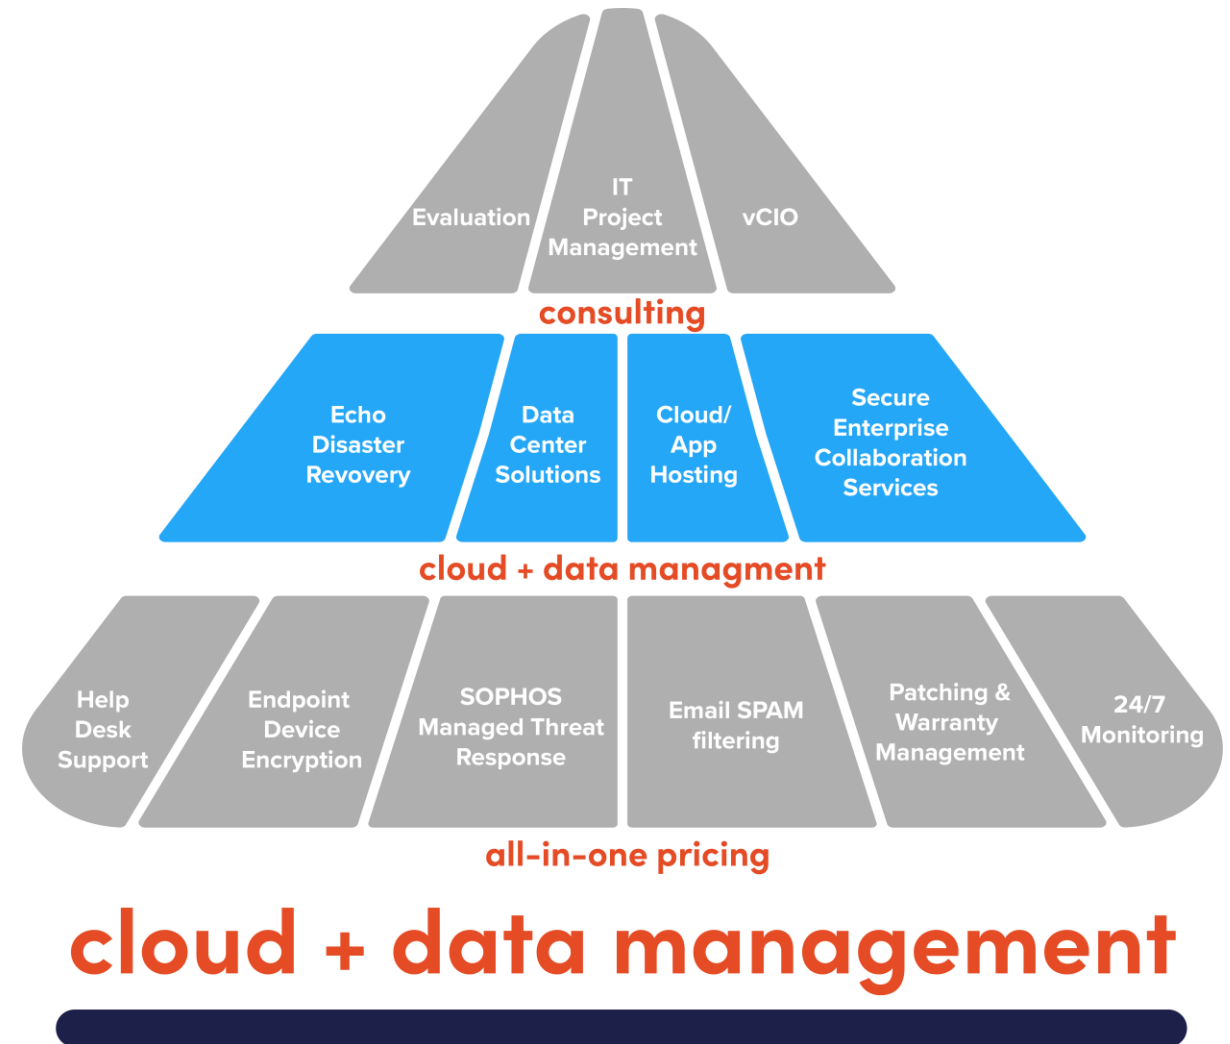 Evaluation
IT
Project
Management
vCIO
consulting
Echo
Disaster
Revovery
Data
Center
Solutions
Cloud/
App
Hosting
Secure
Enterprise
Collaboration
Services
cloud + data managment
Help
Desk
Support
Endpoint
Device
Encryption
SOPHOS
Managed Threat
Response
Email SPAM
filtering
Patching &
Warranty
Management
24/7
Monitoring
all-in-one pricing
cloud + data management